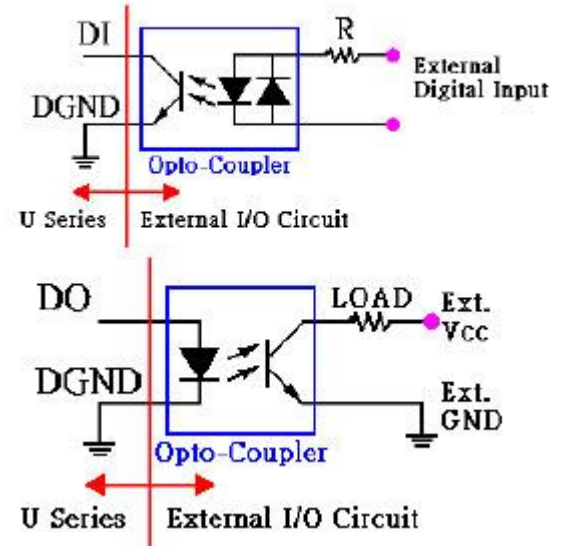 DI
R
External
Digital Input
DGND
Opto-Coupler
U Series
External I/O Circuit
DO
LOAD
Ext.
Vcc
DGND
Ext.
GND
Opto-Coupler
U Series
External I/O Circuit